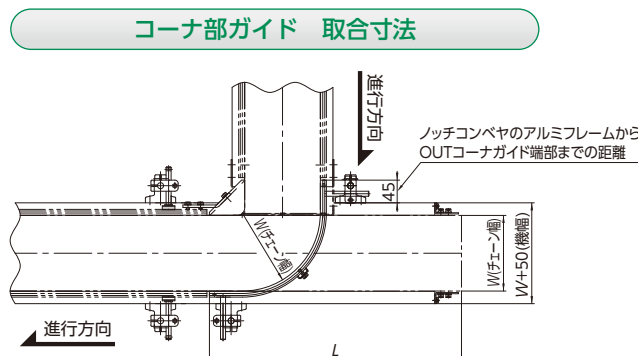 コーナ部ガイド　取合寸法
進行方向
ノッチコンベヤのアルミフレームから
OUTコーナガイド端部までの距離
45
W(チェーン幅)
W(チェーン幅)
W+50(機幅)
進行方向
L